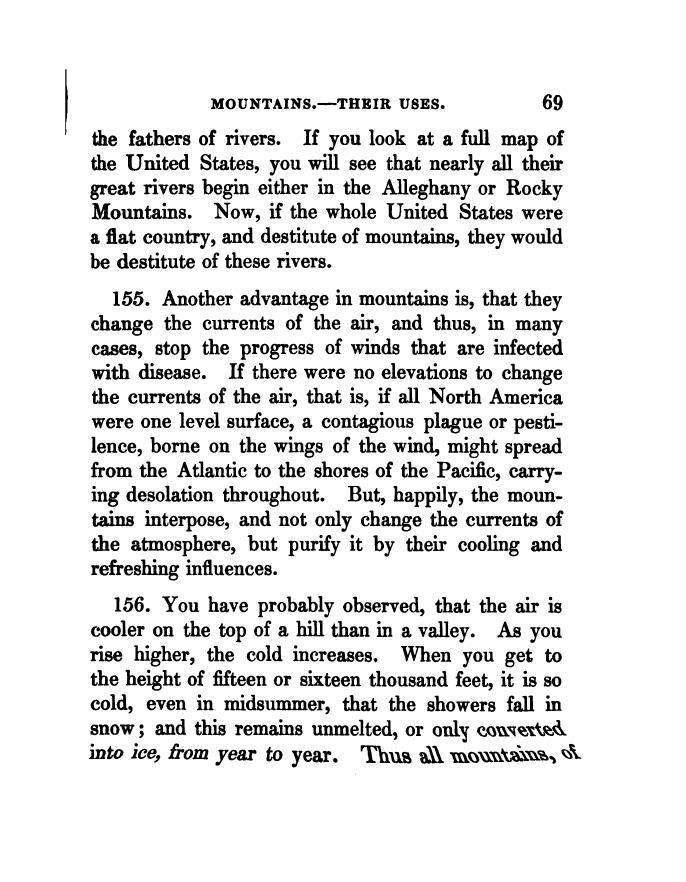 MOUNTAINS.—THEIR USES. 69
the fathers of rivers. If you look at a full map of
the United States, you will see that nearly all their
great rivers begin either in the Alleghany or Rocky
Mountains. Now, if the whole United States were
a flat country, and destitute of mountains, they would
be destitute of these rivers.
155. Another advantage in mountains is, that they
change the currents of the air, and thus, in many
cases, stop the progress of winds that are infected
with disease. If there were no elevations to change
the currents of the air, that is, if all North America
were one level surface, a contagious plague or pesti-
lence, borne on the wings of the wind, might spread
from the Atlantic to the shores of the Pacific, carry-
ing desolation throughout. But, happily, the moun-
tains interpose, and not only change the currents of
the atmosphere, but purify it by their cooling and
refreshing influences.
156. You have probably observed, that the air is
cooler on the top of a hill than in a valley. As you
rise higher, the cold increases. When you get to
the height of fifteen or sixteen thousand feet, it is so
cold, even in midsummer, that the showers fall in
snow; and this remains unmelted, or only converted
into ice, from year to year. Thus all mountains, of